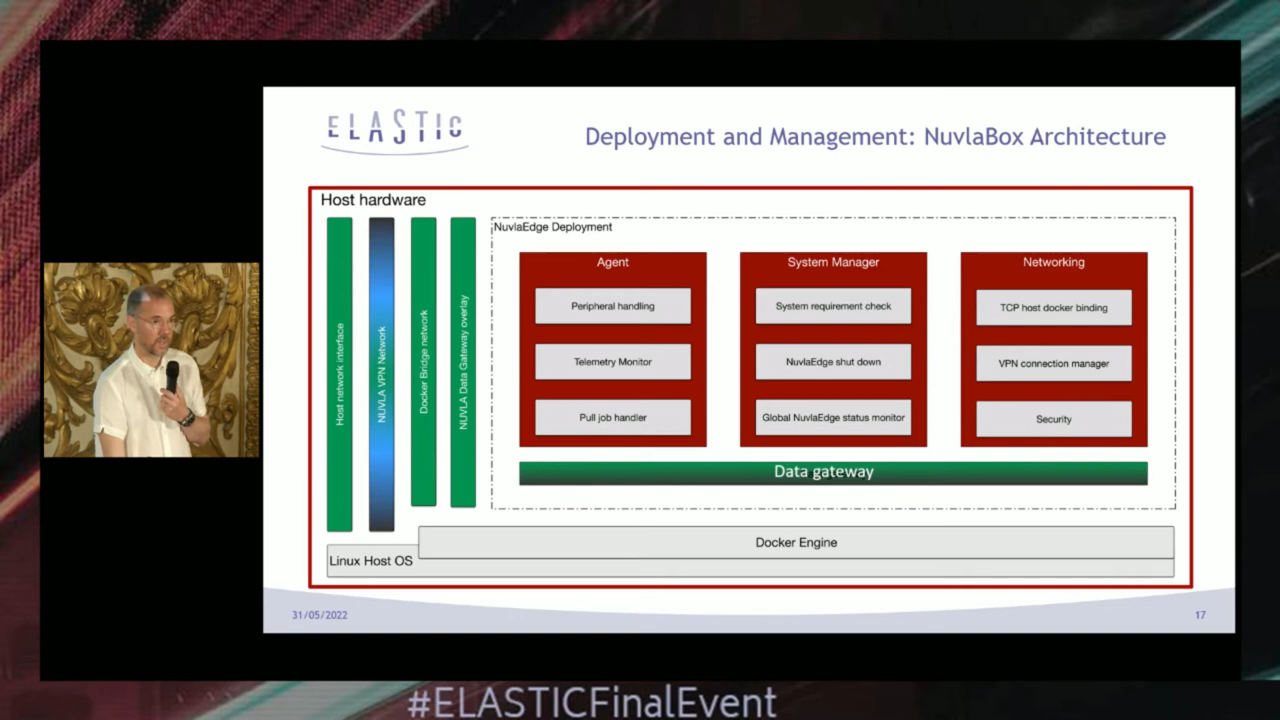 ELASTIC
Deployment and Management: NuvlaBox Architecture
Host hardware
Host network interface
NUVLA VPN Network
Docker Bridge network
NUVLA Data Gateway overlay
NuvlaEdge Deployment
Agent
Peripheral handling
Telemetry Monitor
Pull job handler
System Manager
System requirement check
NuvlaEdge shut down
Global NuvlaEdge status monitor
Networking
TCP host docker binding
VPN connection manager
Security
Data gateway
Docker Engine
Linux Host OS
31/05/2022
17
#ELASTICFinalEvent